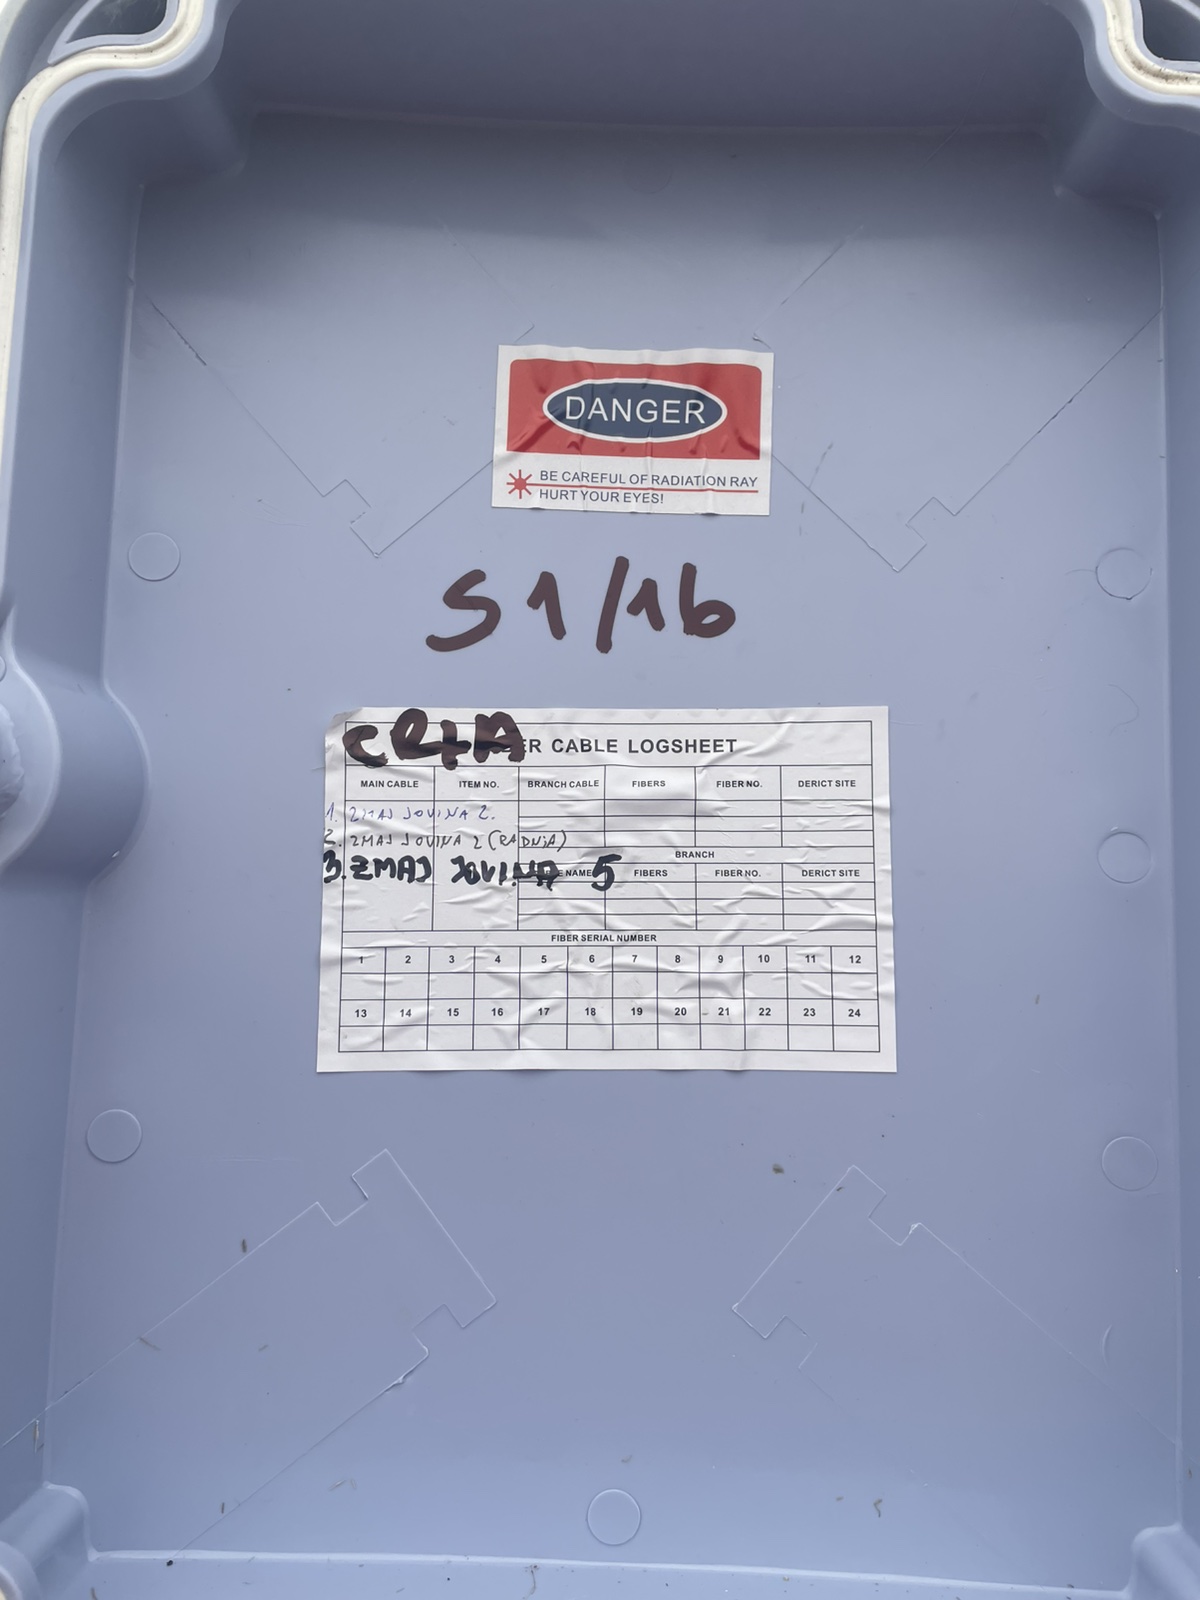 DANGER
BE CAREFUL OF RADIATION RAY
HURT YOUR EYES!
S1/16
CABLE LOGSHEET
MAIN CABLE ITEM NO. BRANCH CABLE FIBERS FIBER NO. DERICT SITE
1. ZMAJ JOVINA 2.
2. ZMAJ JOVINA 2 (RADNJA)
BRANCH
3. ZMAJ JOVINA 5
NAME FIBERS FIBER NO. DERICT SITE
FIBER SERIAL NUMBER
1 2 3 4 5 6 7 8 9 10 11 12
13 14 15 16 17 18 19 20 21 22 23 24